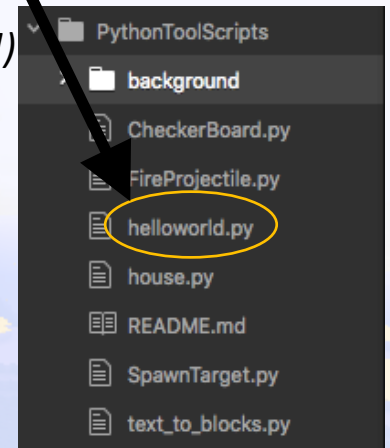 PythonToolScripts
background
CheckerBoard.py
FireProjectile.py
helloworld.py
house.py
README.md
SpawnTarget.py
text_to_blocks.py